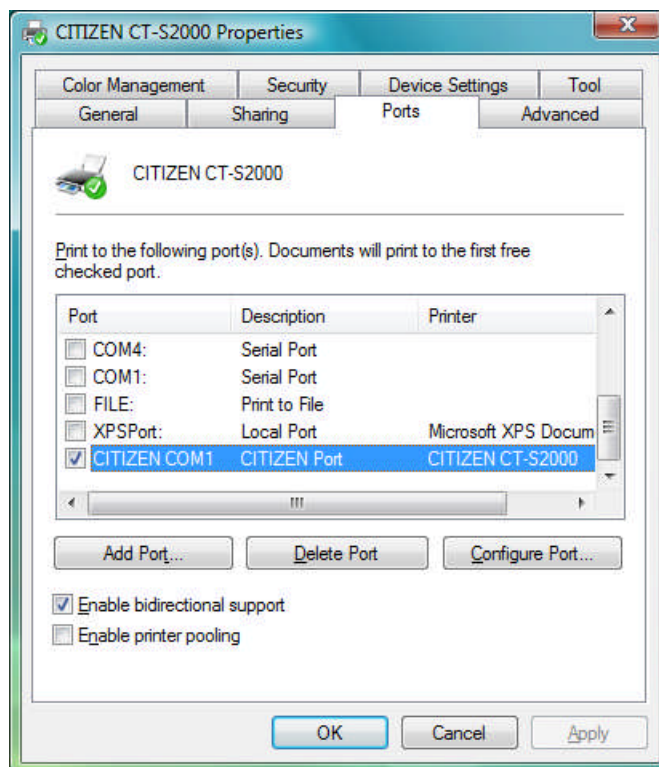 CITIZEN CT-S2000 Properties
Color Management Security Device Settings Tool
General Sharing Ports Advanced
CITIZEN CT-S2000
Print to the following port(s). Documents will print to the first free
checked port.
Port Description Printer
COM4: Serial Port
COM1: Serial Port
FILE: Print to File
XPSPort: Local Port Microsoft XPS Docum
CITIZEN COM1 CITIZEN Port CITIZEN CT-S2000
Add Port... Delete Port Configure Port...
Enable bidirectional support
Enable printer pooling
OK Cancel Apply